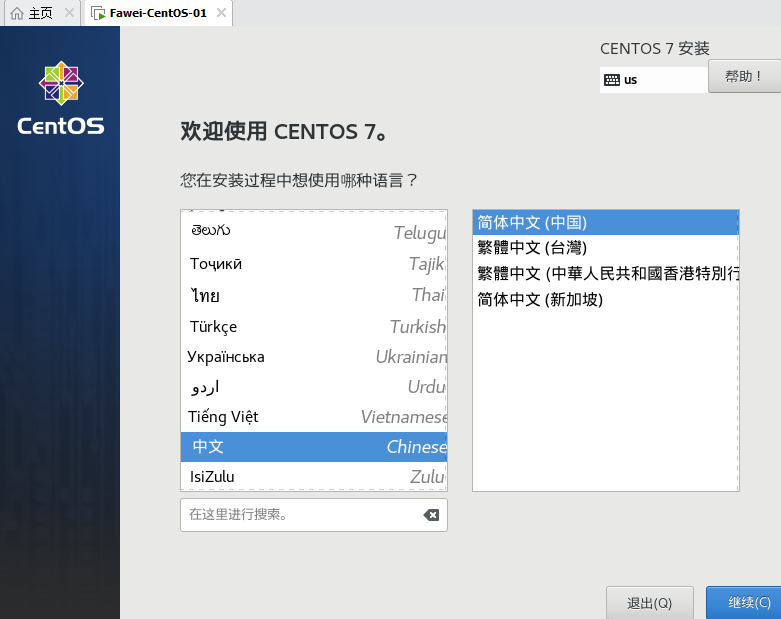 主页
Fawei-CentOS-01
CentOS
CENTOS 7 安装
us
帮助！
欢迎使用 CENTOS 7。
您在安装过程中想使用哪种语言？
తెలుగు Telugu
Тоҷикӣ Tajik
ไทย Thai
Türkçe Turkish
Українська Ukrainian
اردو Urdu
Tiếng Việt Vietnamese
中文 Chinese
IsiZulu Zulu
在这里进行搜索。
简体中文 (中国)
繁體中文 (台灣)
繁體中文 (中華人民共和國香港特別行
简体中文 (新加坡)
退出(Q)
继续(C)